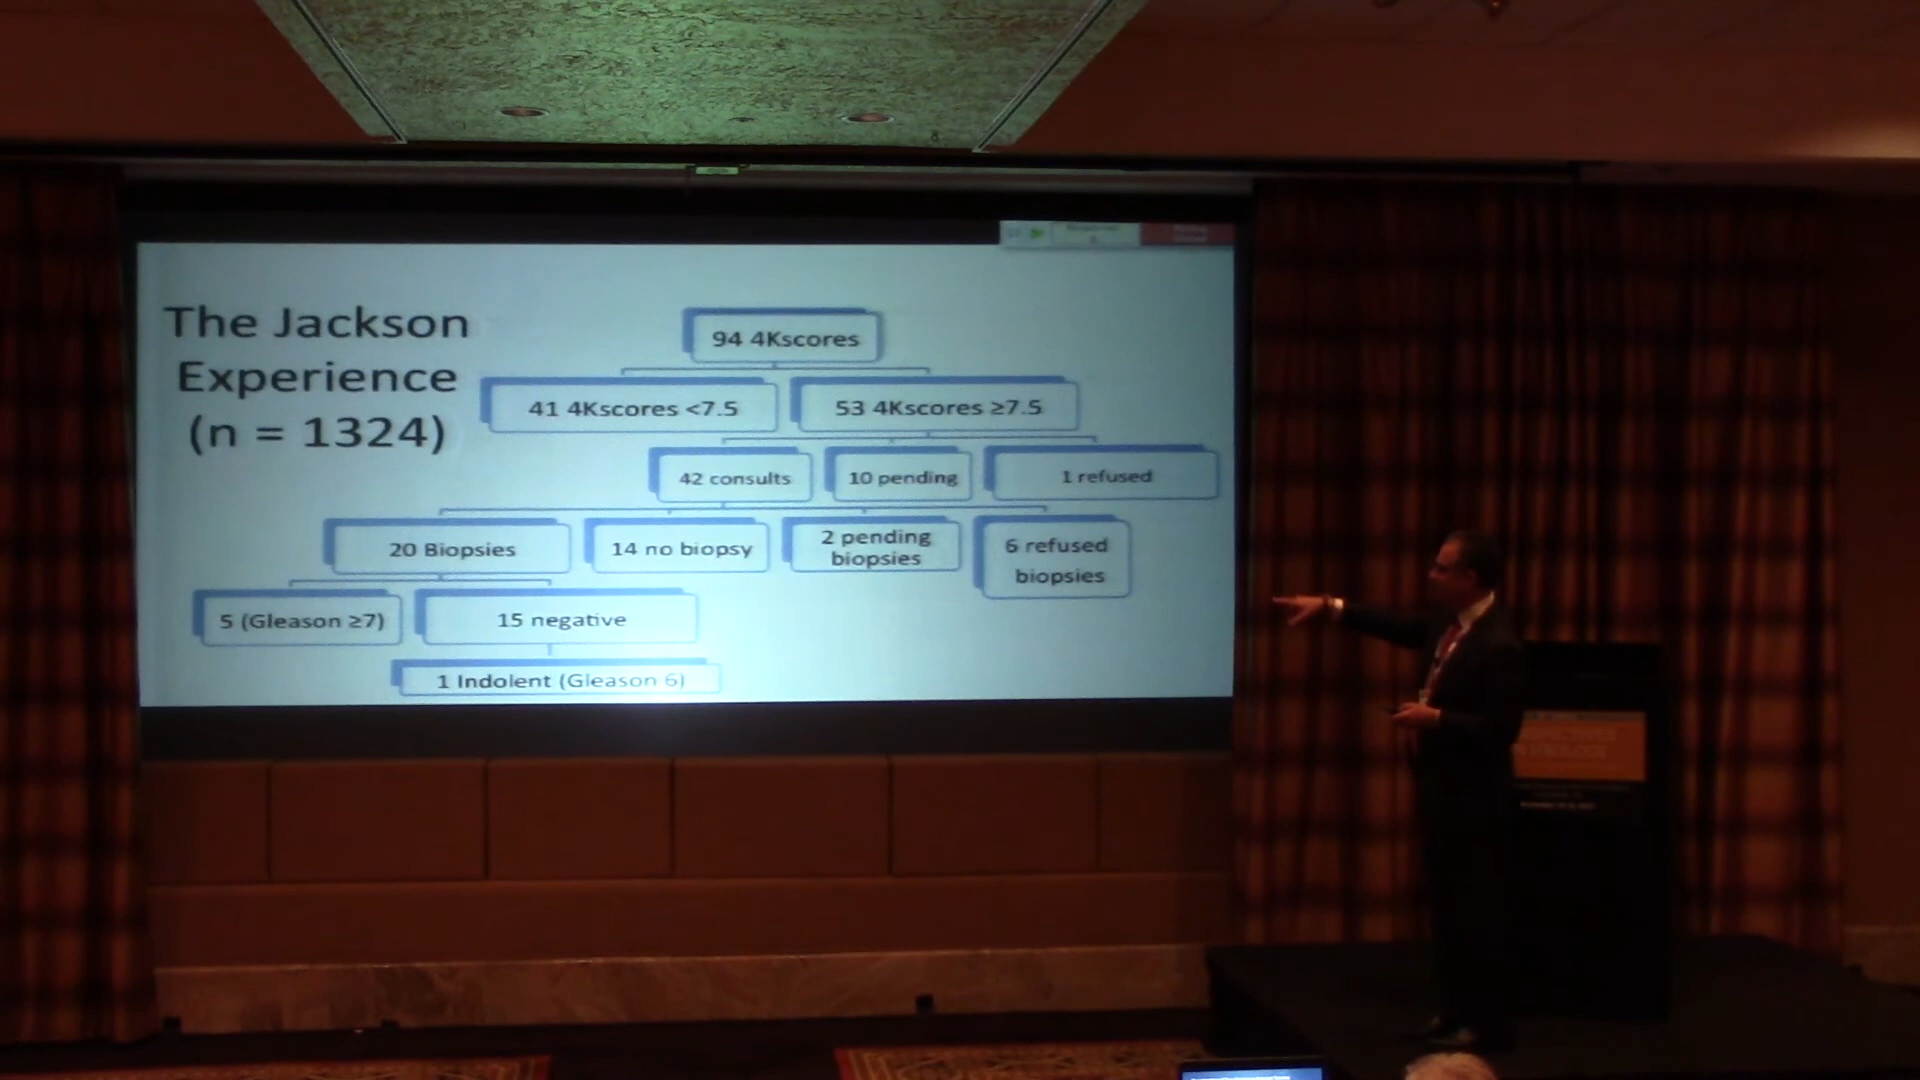 The Jackson
Experience
(n = 1324)
94 4Kscores
41 4Kscores <7.5
53 4Kscores ≥7.5
42 consults
10 pending
1 refused
20 Biopsies
14 no biopsy
2 pending
biopsies
6 refused
biopsies
5 (Gleason ≥7)
15 negative
1 Indolent (Gleason 6)